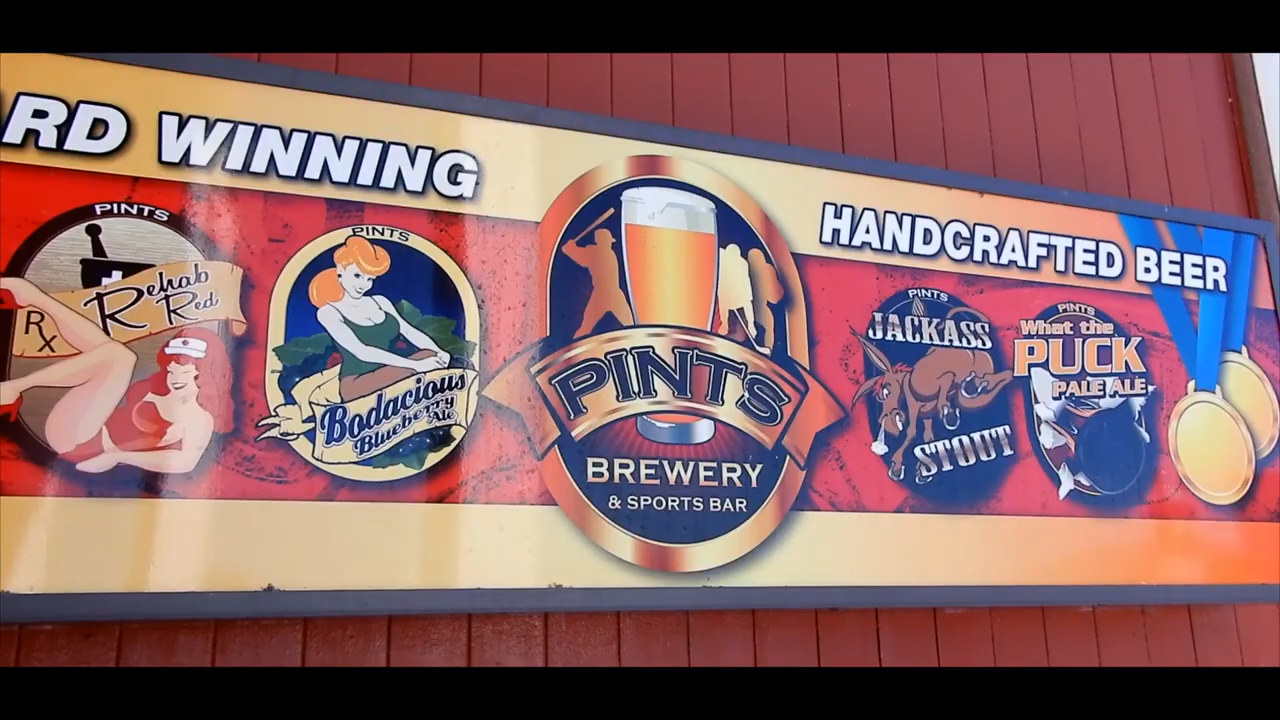 RD WINNING
HANDCRAFTED BEER
PINTS
Rx
Rehab
Red
PINTS
Bodacious
Blueberry
Ale
PINTS
BREWERY
& SPORTS BAR
PINTS
JACKASS
STOUT
PINTS
What the
PUCK
PALE ALE